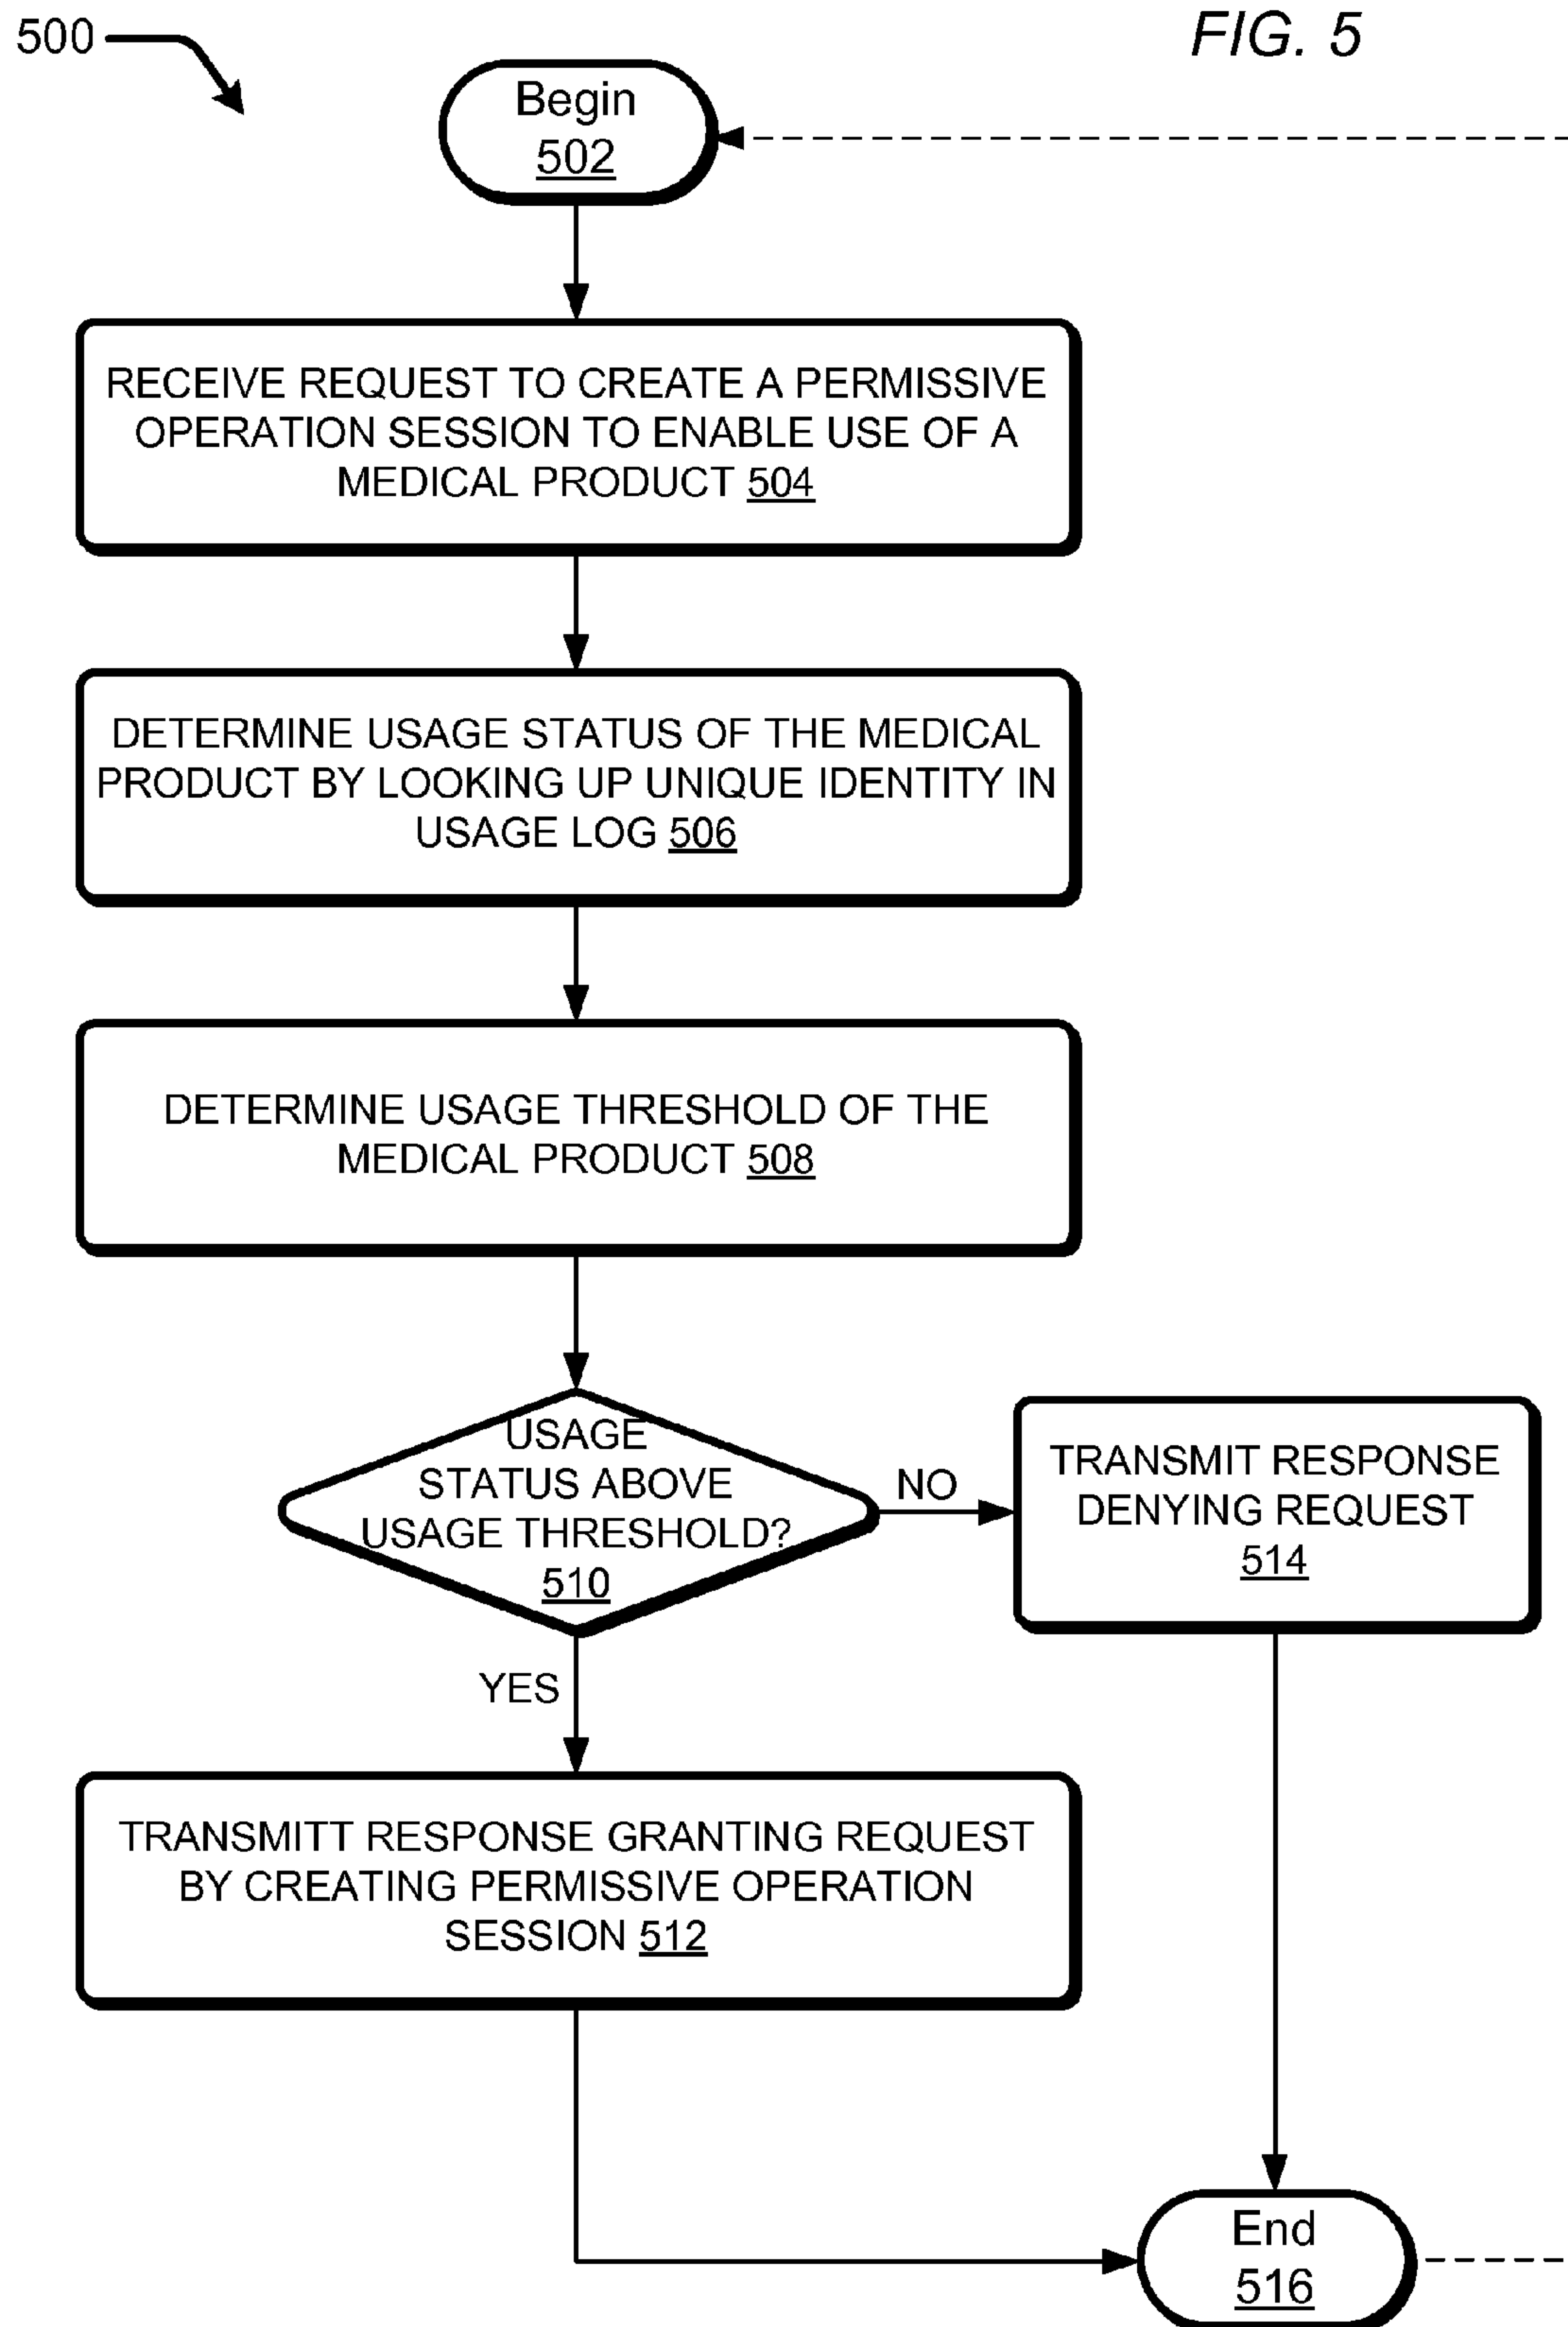 500
FIG. 5
Begin
502
RECEIVE REQUEST TO CREATE A PERMISSIVE
OPERATION SESSION TO ENABLE USE OF A
MEDICAL PRODUCT 504
DETERMINE USAGE STATUS OF THE MEDICAL
PRODUCT BY LOOKING UP UNIQUE IDENTITY IN
USAGE LOG 506
DETERMINE USAGE THRESHOLD OF THE
MEDICAL PRODUCT 508
USAGE
STATUS ABOVE
USAGE THRESHOLD?
510
NO
TRANSMIT RESPONSE
DENYING REQUEST
514
YES
TRANSMITT RESPONSE GRANTING REQUEST
BY CREATING PERMISSIVE OPERATION
SESSION 512
End
516